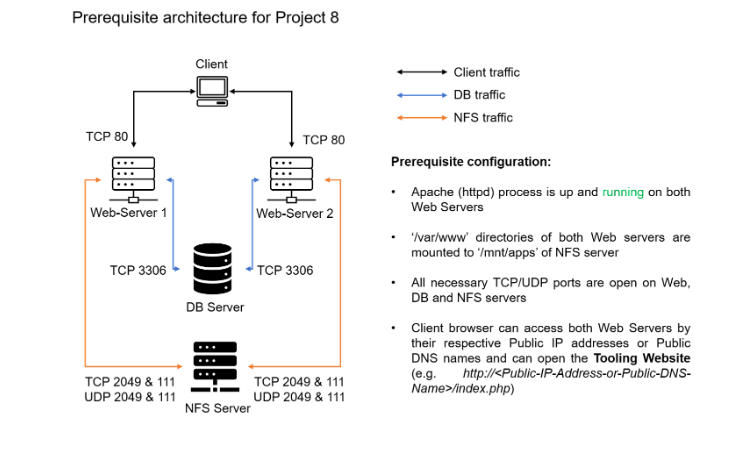 Prerequisite architecture for Project 8
Client
TCP 80
TCP 80
Web-Server 1
Web-Server 2
TCP 3306
TCP 3306
DB Server
TCP 2049 & 111
UDP 2049 & 111
TCP 2049 & 111
UDP 2049 & 111
NFS Server
Client traffic
DB traffic
NFS traffic
Prerequisite configuration:
• Apache (httpd) process is up and running on both
Web Servers
• '/var/www' directories of both Web servers are
mounted to '/mnt/apps' of NFS server
• All necessary TCP/UDP ports are open on Web,
DB and NFS servers
• Client browser can access both Web Servers by
their respective Public IP addresses or Public
DNS names and can open the Tooling Website
(e.g. http://<Public-IP-Address-or-Public-DNS-
Name>/index.php)